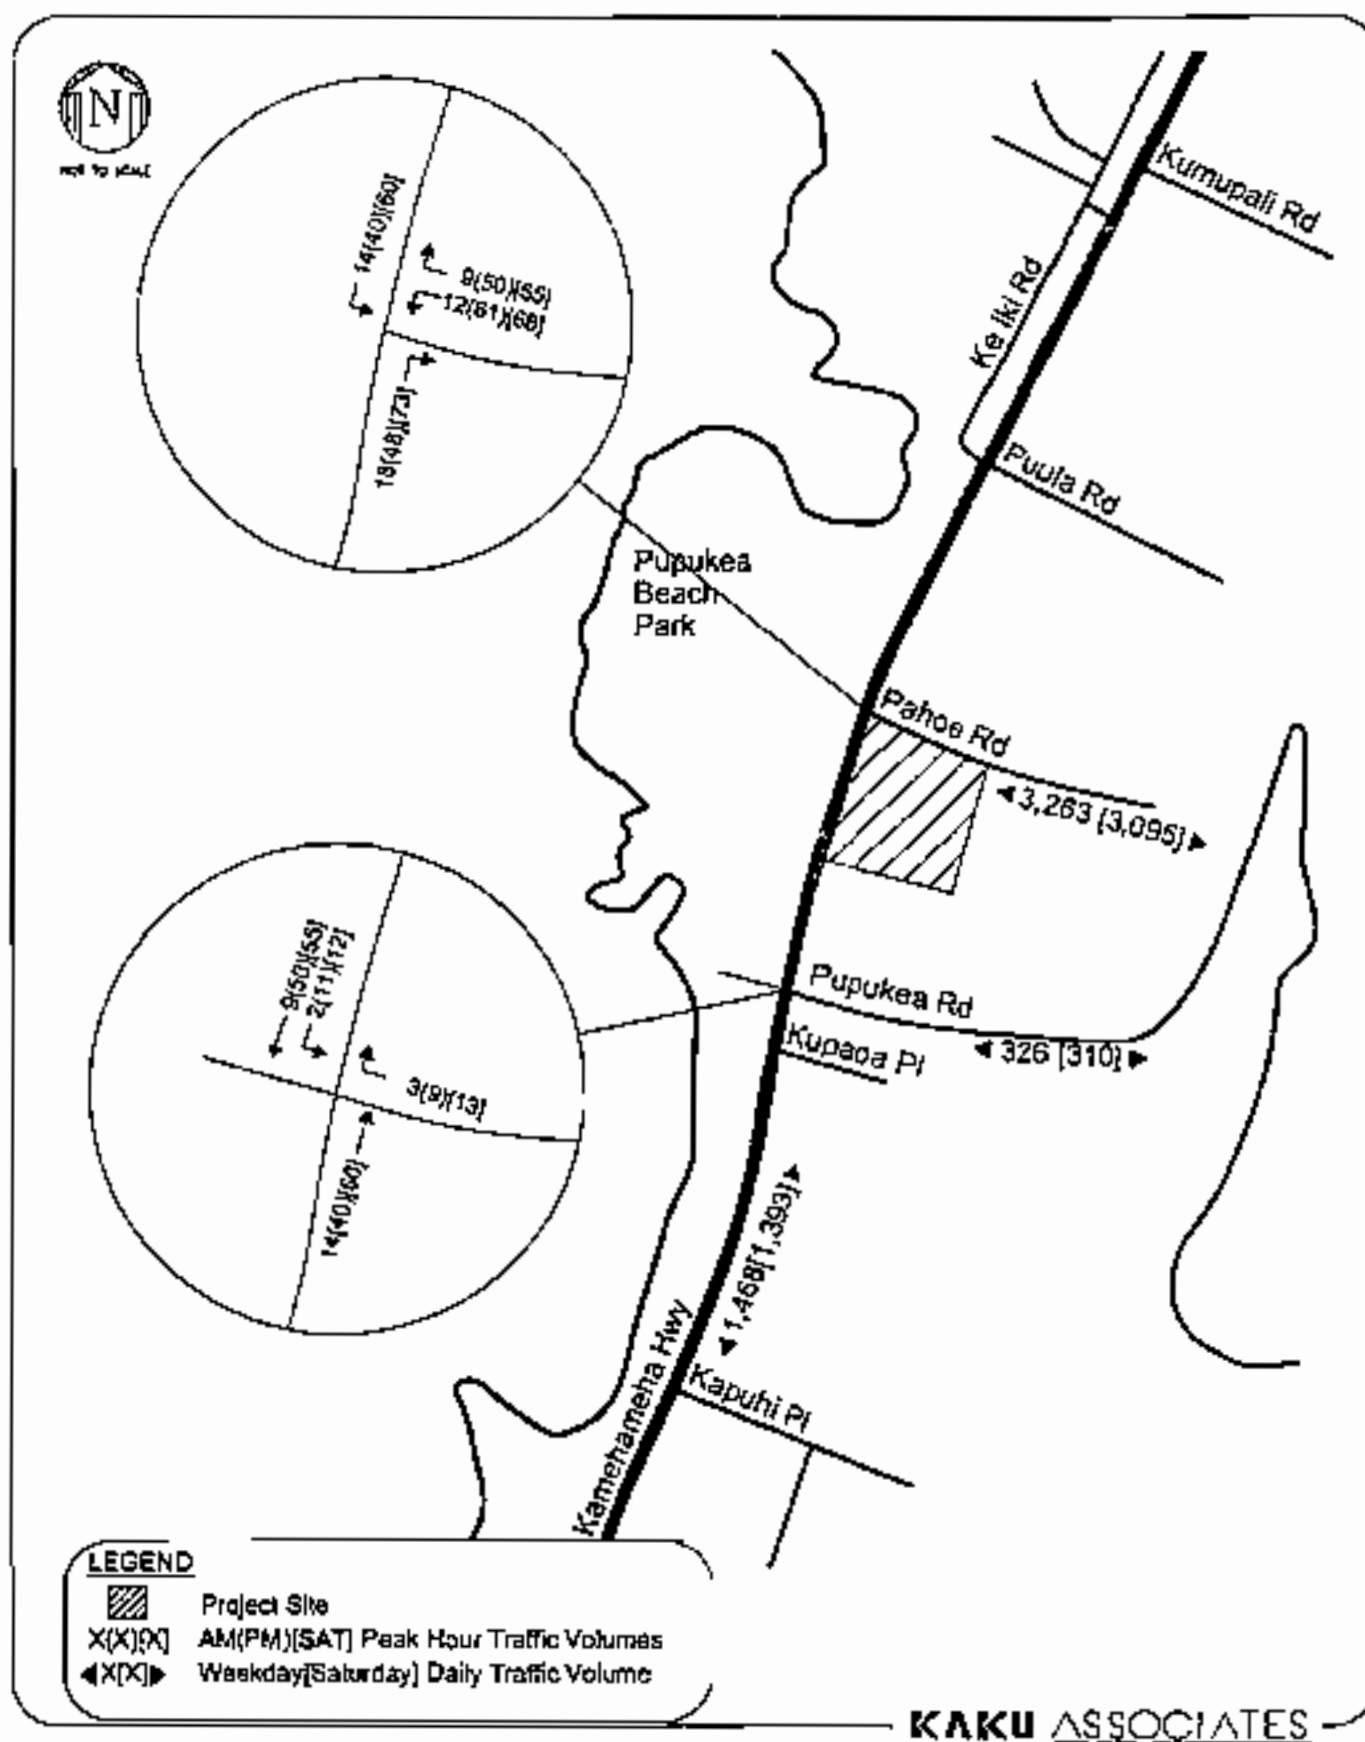 N
NOT TO SCALE
14(40)[60]
9(50)[55]
12(61)[68]
18(48)[73]
Kumupali Rd
Ke Iki Rd
Puula Rd
Pupukea
Beach
Park
Pahoe Rd
3,263 [3,095]
9(50)[55]
2(11)[12]
3(9)[13]
14(40)[60]
Pupukea Rd
326 [310]
Kupaoa Pl
1,468[1,393]
Kamehameha Hwy
Kapuhi Pl
LEGEND
Project Site
X(X)[X] AM(PM)[SAT] Peak Hour Traffic Volumes
◄X[X]► Weekday[Saturday] Daily Traffic Volume
KAKU ASSOCIATES